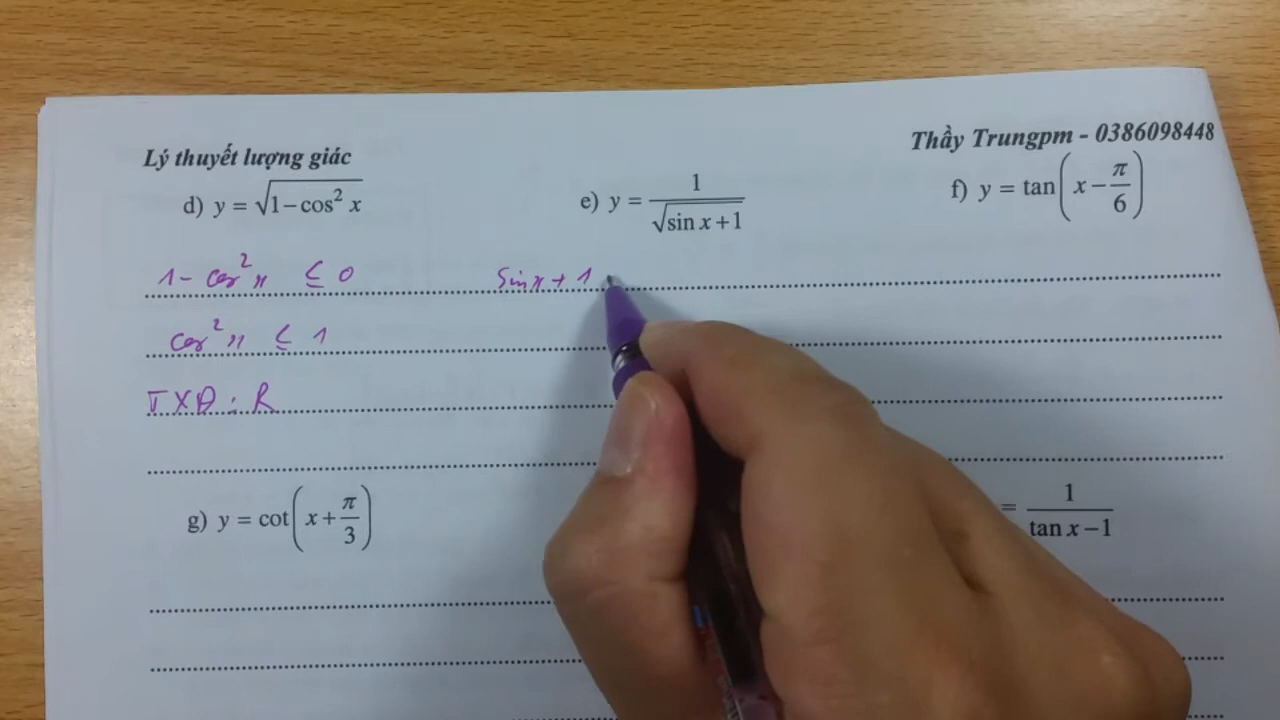 Lý thuyết lượng giác
Thầy Trungpm - 0386098448
d) y = √(1-cos² x)
e) y = 1/√(sin x+1)
f) y = tan(x - π/6)
1 - cos² x ≤ 0
sin x + 1
cos² x ≤ 1
TXĐ : R
g) y = cot(x + π/3)
= 1/(tan x - 1)